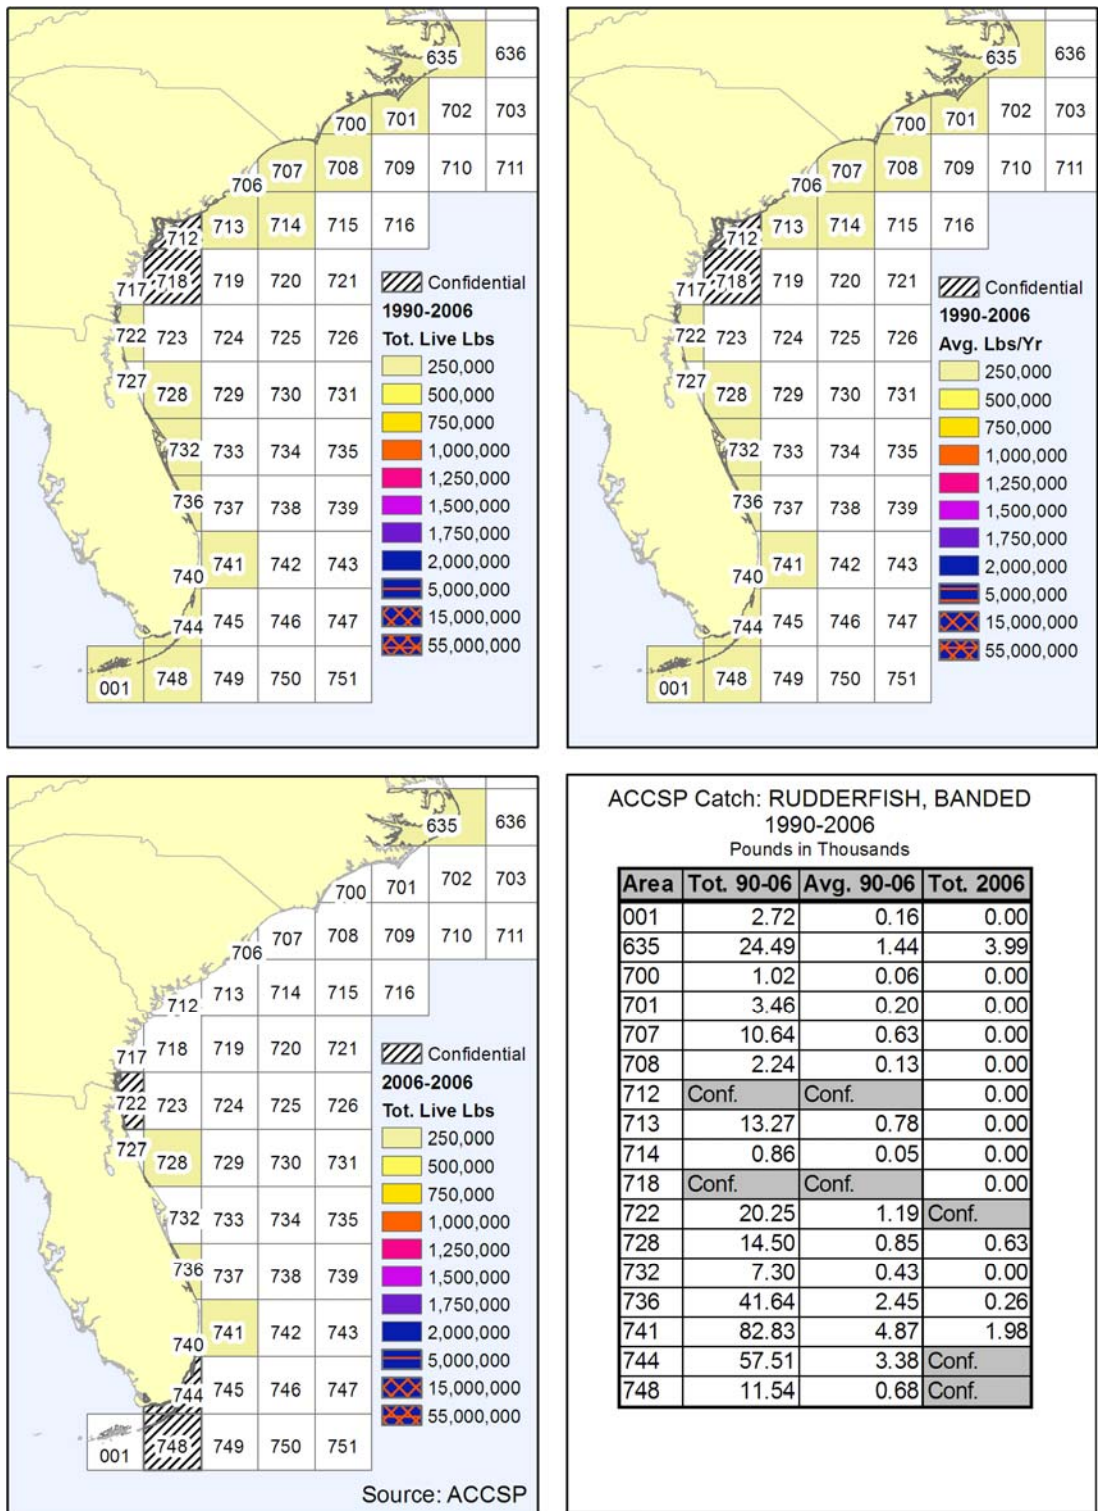 635 636
700 701 702 703
706 707 708 709 710 711
712 713 714 715 716
717 718 719 720 721
722 723 724 725 726
727 728 729 730 731
732 733 734 735
736 737 738 739
740 741 742 743
744 745 746 747
001 748 749 750 751
Confidential
1990-2006
Tot. Live Lbs
250,000
500,000
750,000
1,000,000
1,250,000
1,500,000
1,750,000
2,000,000
5,000,000
15,000,000
55,000,000
635 636
700 701 702 703
706 707 708 709 710 711
712 713 714 715 716
717 718 719 720 721
722 723 724 725 726
727 728 729 730 731
732 733 734 735
736 737 738 739
740 741 742 743
744 745 746 747
001 748 749 750 751
Confidential
1990-2006
Avg. Lbs/Yr
250,000
500,000
750,000
1,000,000
1,250,000
1,500,000
1,750,000
2,000,000
5,000,000
15,000,000
55,000,000
635 636
700 701 702 703
706 707 708 709 710 711
712 713 714 715 716
717 718 719 720 721
722 723 724 725 726
727 728 729 730 731
732 733 734 735
736 737 738 739
740 741 742 743
744 745 746 747
001 748 749 750 751
Confidential
2006-2006
Tot. Live Lbs
250,000
500,000
750,000
1,000,000
1,250,000
1,500,000
1,750,000
2,000,000
5,000,000
15,000,000
55,000,000
Source: ACCSP
ACCSP Catch: RUDDERFISH, BANDED
1990-2006
Pounds in Thousands
Area Tot. 90-06 Avg. 90-06 Tot. 2006
001 2.72 0.16 0.00
635 24.49 1.44 3.99
700 1.02 0.06 0.00
701 3.46 0.20 0.00
707 10.64 0.63 0.00
708 2.24 0.13 0.00
712 Conf. Conf. 0.00
713 13.27 0.78 0.00
714 0.86 0.05 0.00
718 Conf. Conf. 0.00
722 20.25 1.19 Conf.
728 14.50 0.85 0.63
732 7.30 0.43 0.00
736 41.64 2.45 0.26
741 82.83 4.87 1.98
744 57.51 3.38 Conf.
748 11.54 0.68 Conf.